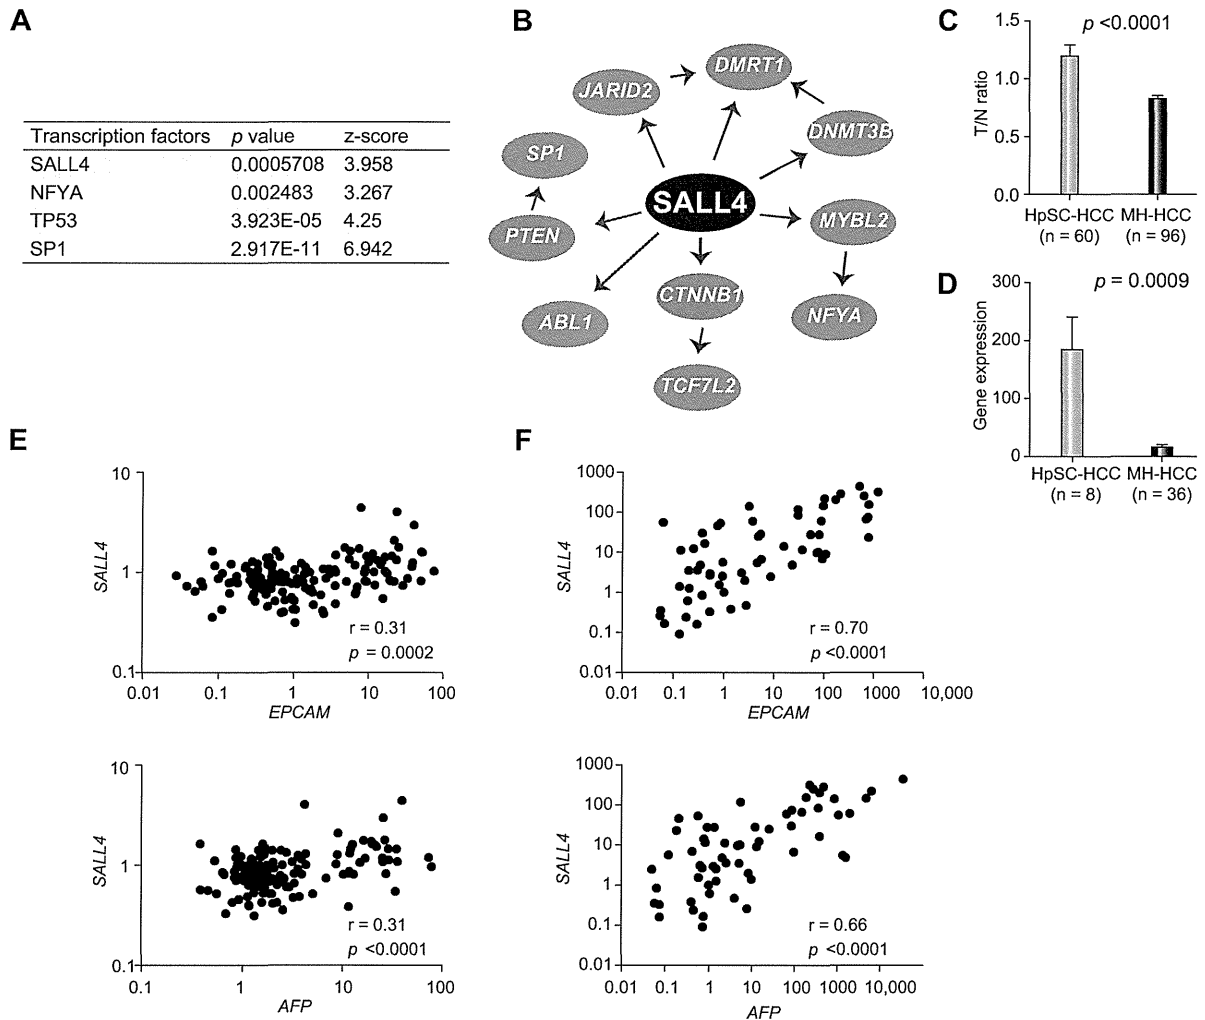 A
Transcription factors p value z-score
SALL4 0.0005708 3.958
NFYA 0.002483 3.267
TP53 3.923E-05 4.25
SP1 2.917E-11 6.942
B
DMRT1
JARID2
DNMT3B
SP1
SALL4
MYBL2
PTEN
CTNNB1
ABL1
NFYA
TCF7L2
C
p <0.0001
T/N ratio
1.5
1.0
0.5
0.0
HpSC-HCC MH-HCC
(n = 60) (n = 96)
D
p = 0.0009
Gene expression
300
200
100
0
HpSC-HCC MH-HCC
(n = 8) (n = 36)
E
SALL4
10
1
0.1
r = 0.31
p = 0.0002
0.01 0.1 1 10 100
EPCAM
SALL4
10
1
0.1
r = 0.31
p <0.0001
0.1 1 10 100
AFP
F
SALL4
1000
100
10
1
0.1
0.01
r = 0.70
p <0.0001
0.01 0.1 1 10 100 1000 10,000
EPCAM
SALL4
1000
100
10
1
0.1
0.01
r = 0.66
p <0.0001
0.01 0.1 1 10 100 1000 10,000
AFP